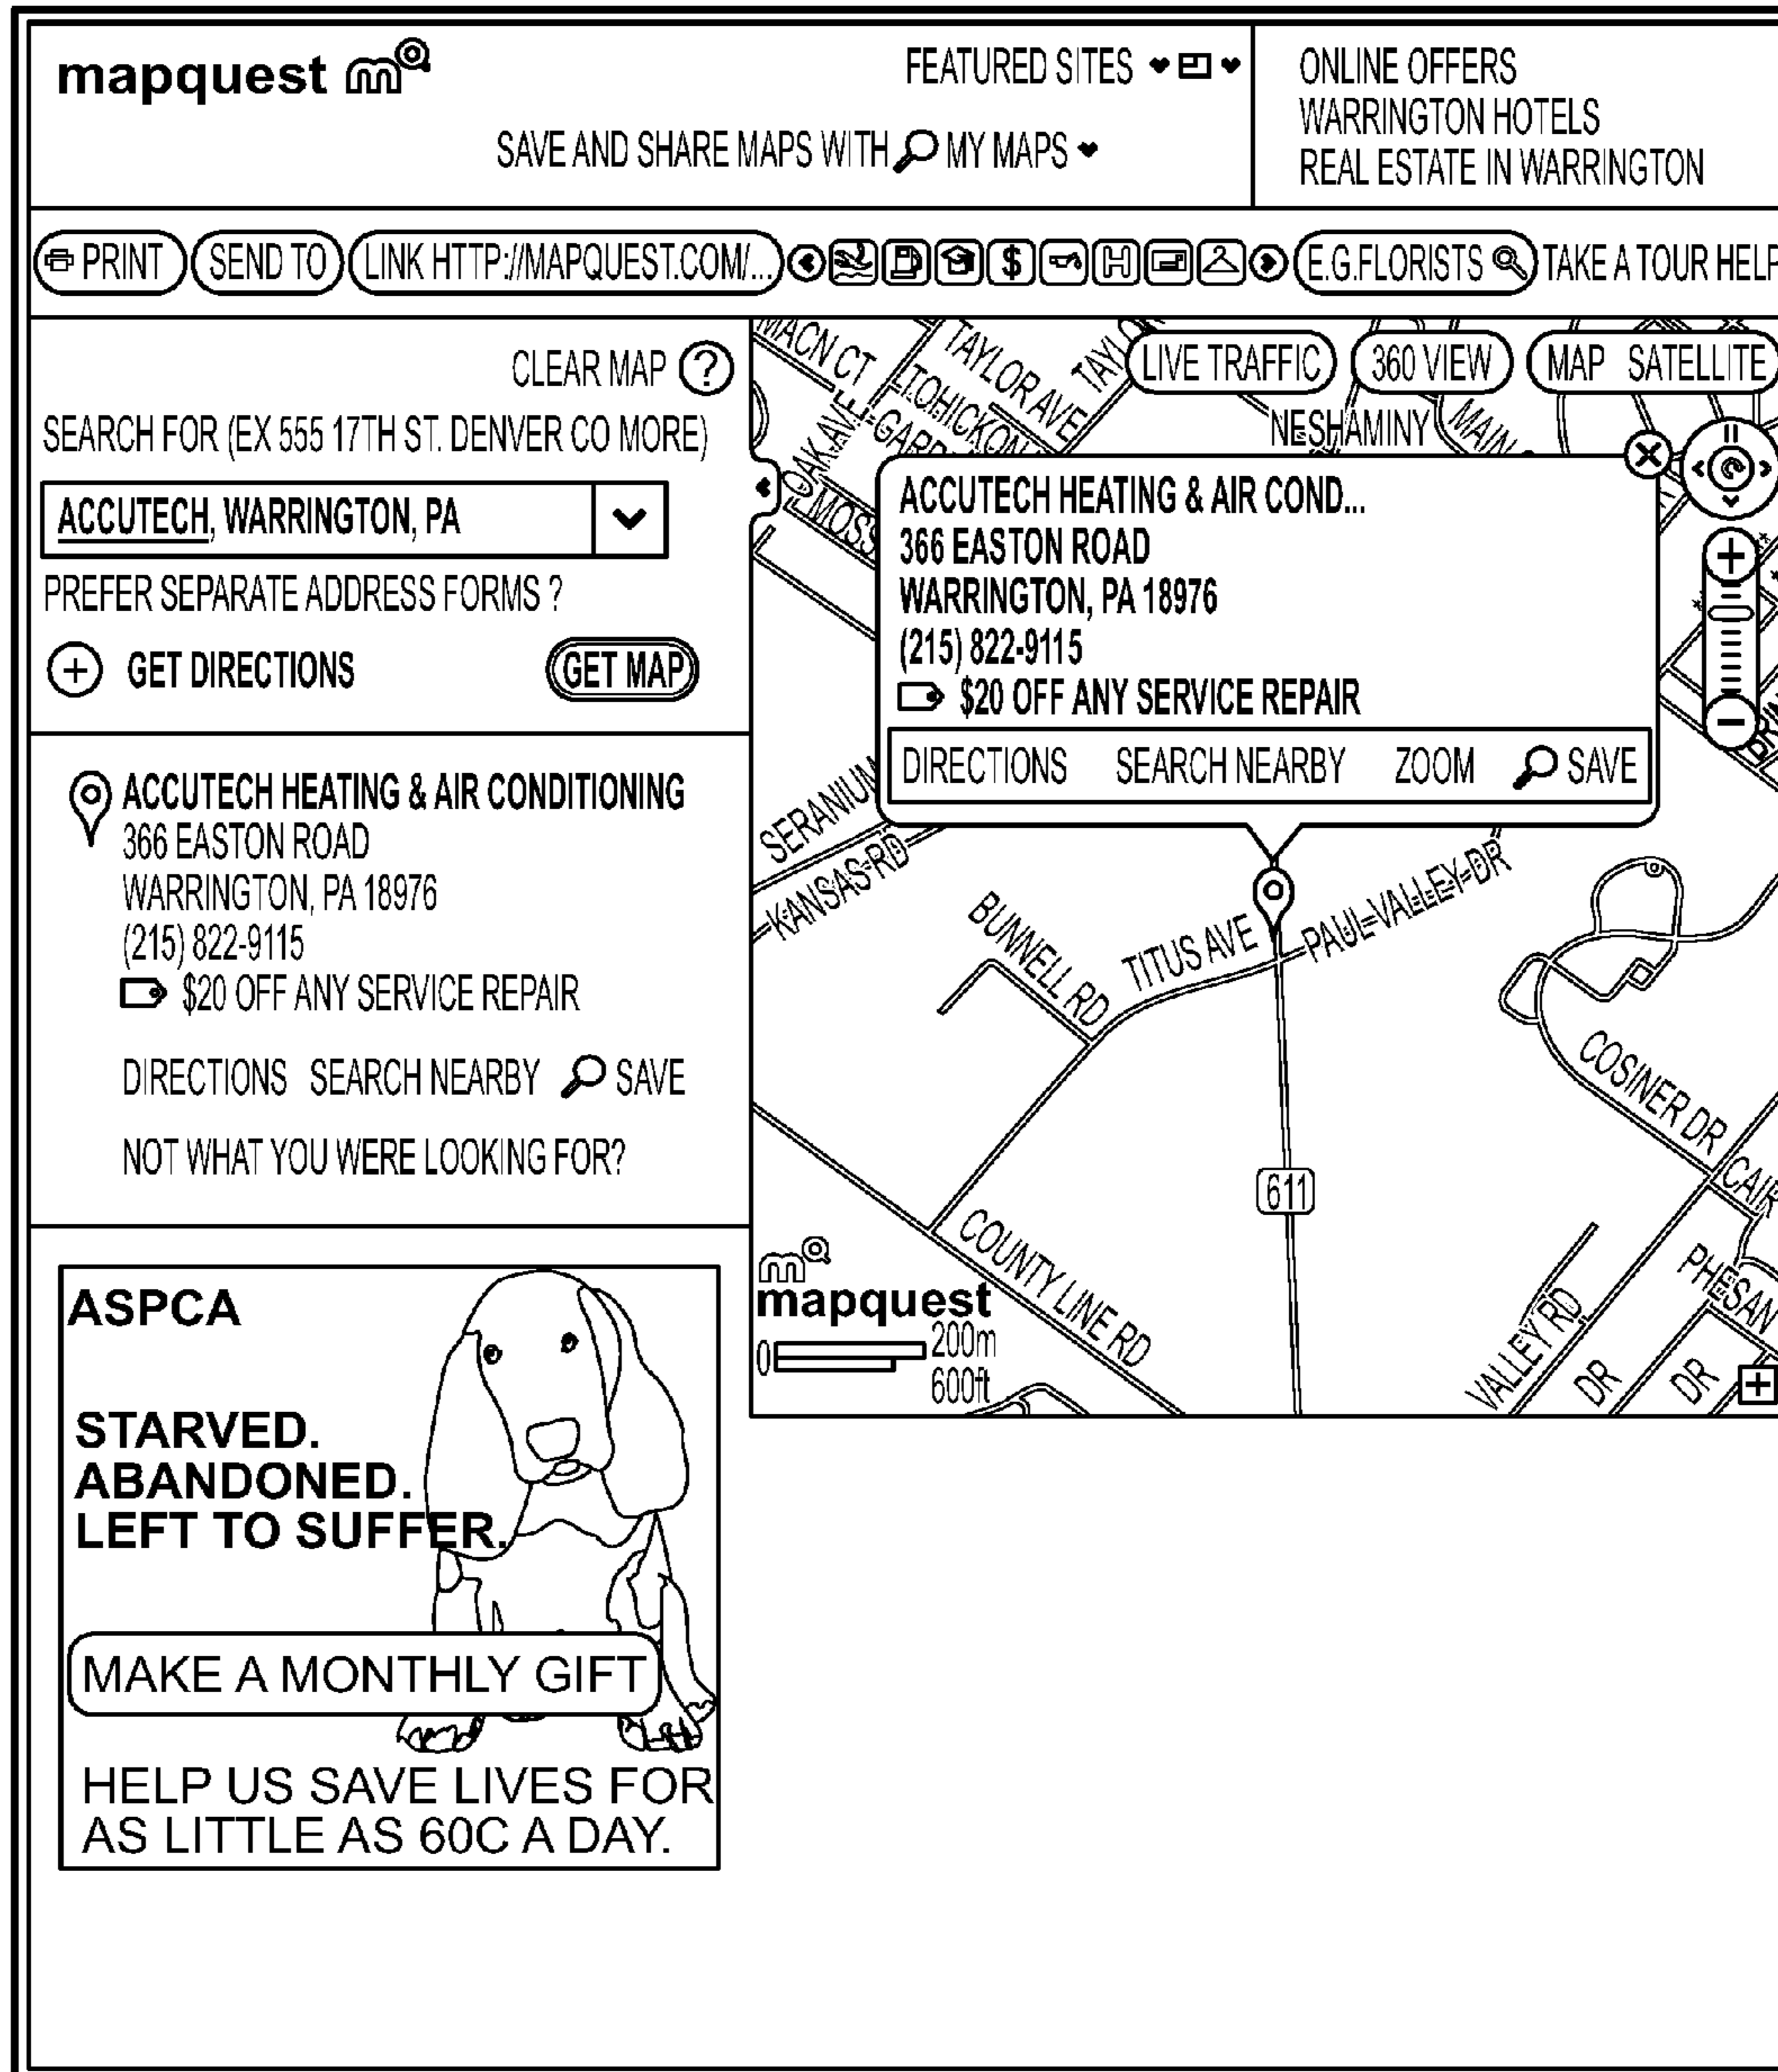 mapquest
FEATURED SITES
SAVE AND SHARE MAPS WITH MY MAPS
ONLINE OFFERS
WARRINGTON HOTELS
REAL ESTATE IN WARRINGTON
PRINT
SEND TO
LINK HTTP://MAPQUEST.COM/...
$
H
E.G.FLORISTS
TAKE A TOUR HELP
CLEAR MAP ?
SEARCH FOR (EX 555 17TH ST. DENVER CO MORE)
ACCUTECH, WARRINGTON, PA
PREFER SEPARATE ADDRESS FORMS ?
+ GET DIRECTIONS
GET MAP
ACCUTECH HEATING & AIR CONDITIONING
366 EASTON ROAD
WARRINGTON, PA 18976
(215) 822-9115
$20 OFF ANY SERVICE REPAIR
DIRECTIONS SEARCH NEARBY SAVE
NOT WHAT YOU WERE LOOKING FOR?
ASPCA
STARVED.
ABANDONED.
LEFT TO SUFFER.
MAKE A MONTHLY GIFT
HELP US SAVE LIVES FOR
AS LITTLE AS 60C A DAY.
LIVE TRAFFIC
360 VIEW
MAP SATELLITE
MACN CT
TAYLOR AVE
OAK AVE
NESHAMINY
MAIN
MOSS
ACCUTECH HEATING & AIR COND...
366 EASTON ROAD
WARRINGTON, PA 18976
(215) 822-9115
$20 OFF ANY SERVICE REPAIR
DIRECTIONS SEARCH NEARBY ZOOM SAVE
SERANIUM
KANSAS RD
BUNNELL RD
TITUS AVE
PAUL VALLEY DR
COSINER DR
611
COUNTY LINE RD
VALLEY RD
PHESAN
DR
DR
mapquest
0
200m
600ft